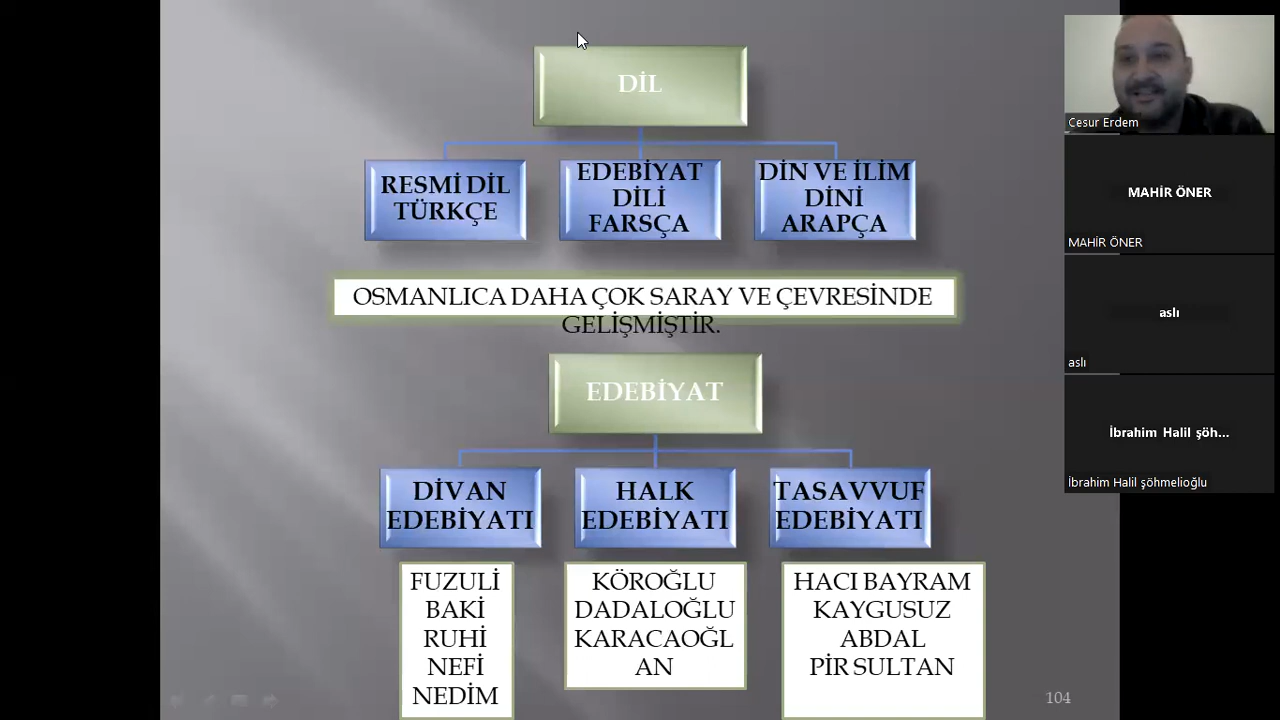 DİL
RESMİ DİL
TÜRKÇE
EDEBİYAT
DİLİ
FARSÇA
DİN VE İLİM
DİNİ
ARAPÇA
OSMANLICA DAHA ÇOK SARAY VE ÇEVRESİNDE
GELİŞMİŞTİR.
EDEBİYAT
DİVAN
EDEBİYATI
HALK
EDEBİYATI
TASAVVUF
EDEBİYATI
FUZULİ
BAKİ
RUHİ
NEFİ
NEDİM
KÖROĞLU
DADALOĞLU
KARACAOĞL
AN
HACI BAYRAM
KAYGUSUZ
ABDAL
PİR SULTAN
104
Cesur Erdem
MAHİR ÖNER
MAHİR ÖNER
aslı
aslı
İbrahim Halil şöh...
İbrahim Halil şöhmelioğlu